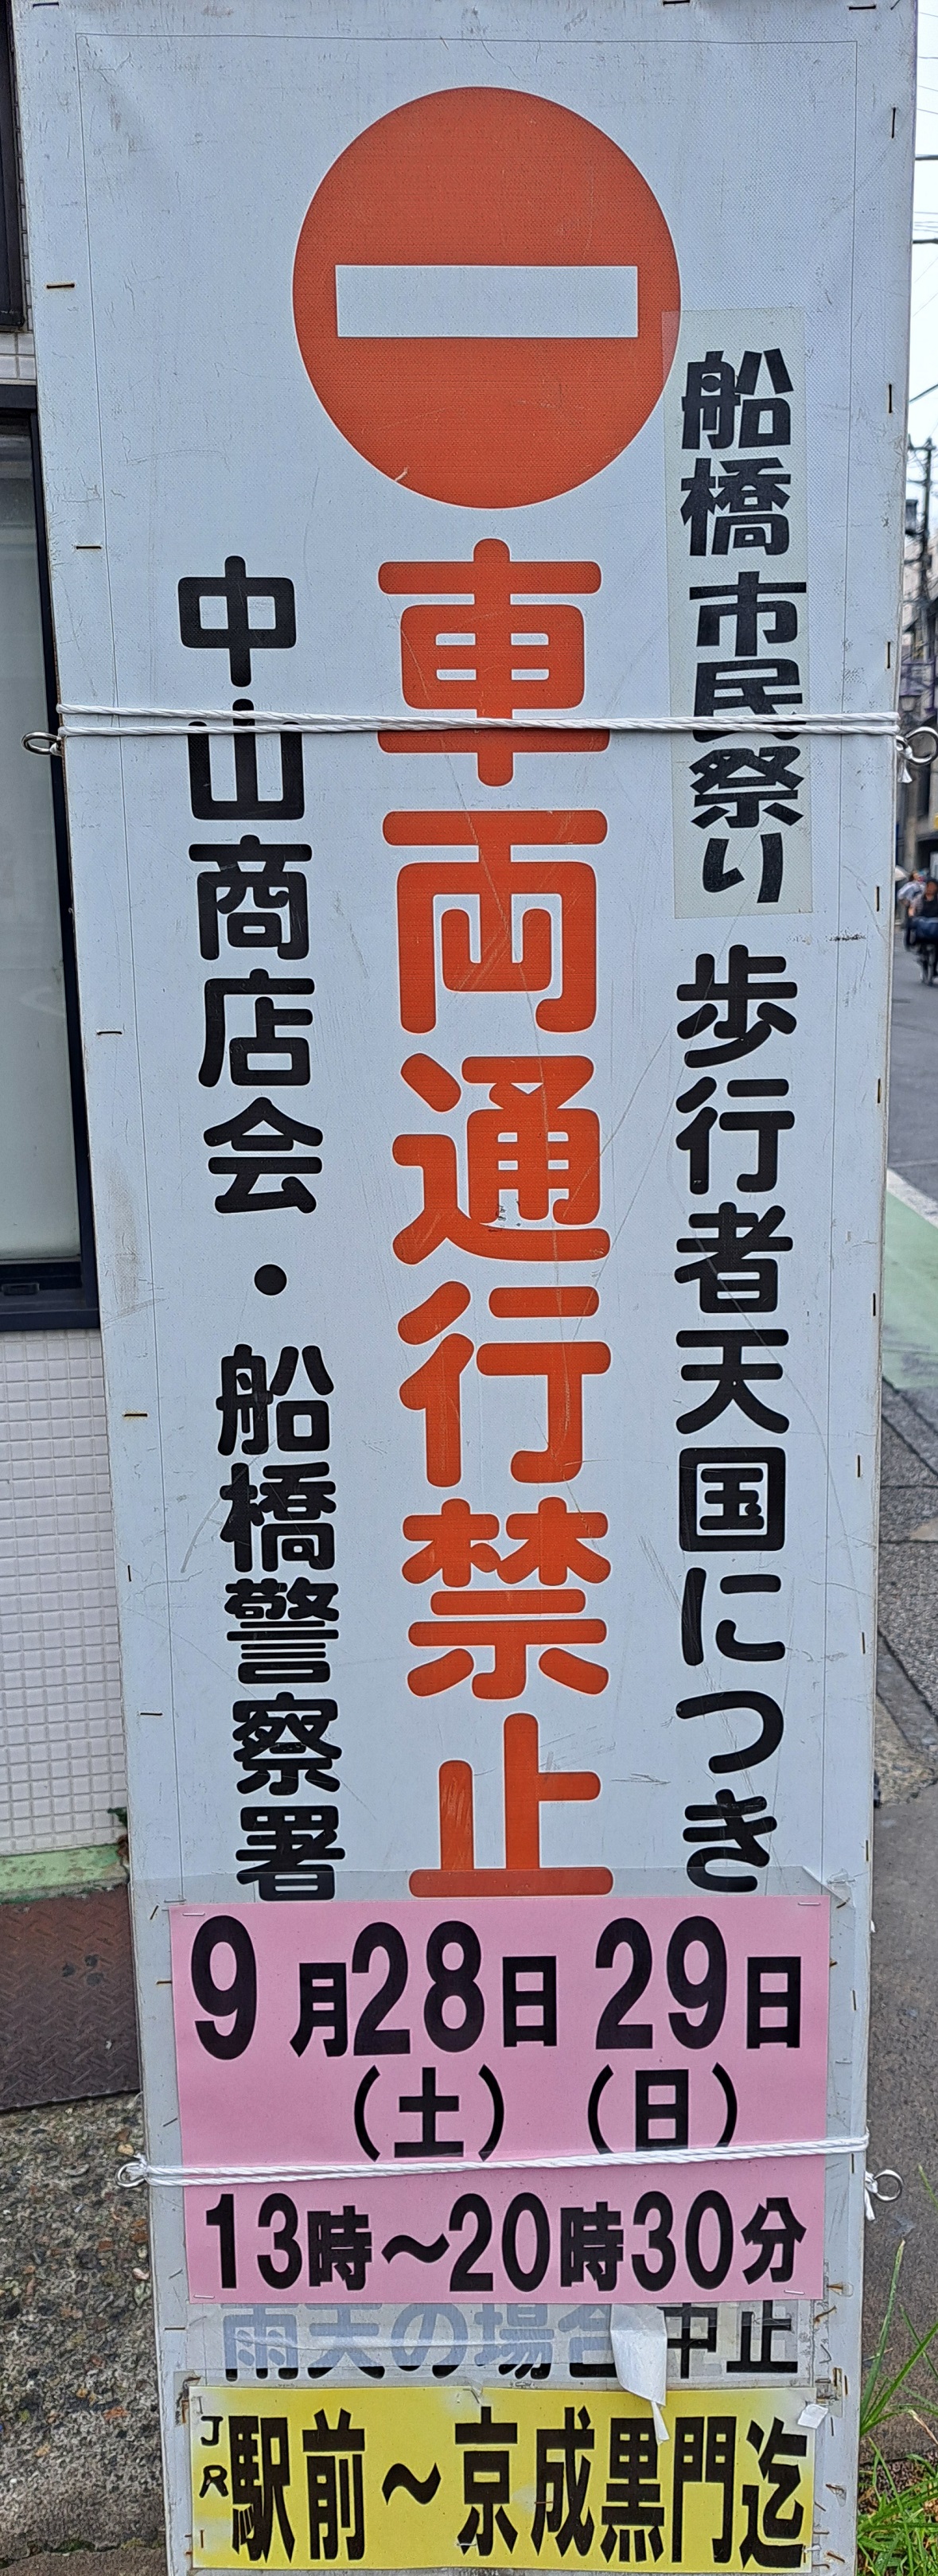 船橋市民祭り 歩行者天国につき
車両通行禁止
中山商店会・船橋警察署
9月28日 29日
（土） （日）
13時～20時30分
雨天の場合中止
JR駅前～京成黒門迄